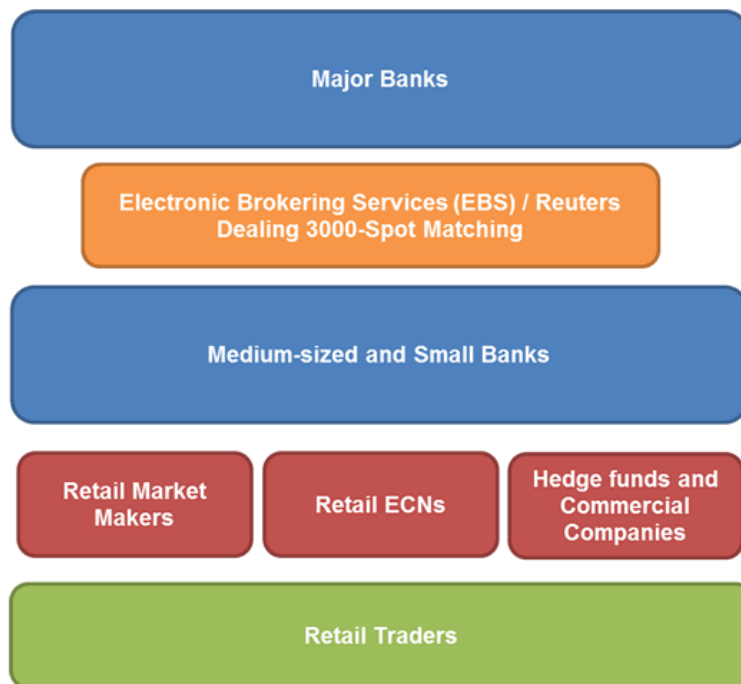 Major Banks
Electronic Brokering Services (EBS) / Reuters
Dealing 3000-Spot Matching
Medium-sized and Small Banks
Retail Market
Makers
Retail ECNs
Hedge funds and
Commercial
Companies
Retail Traders